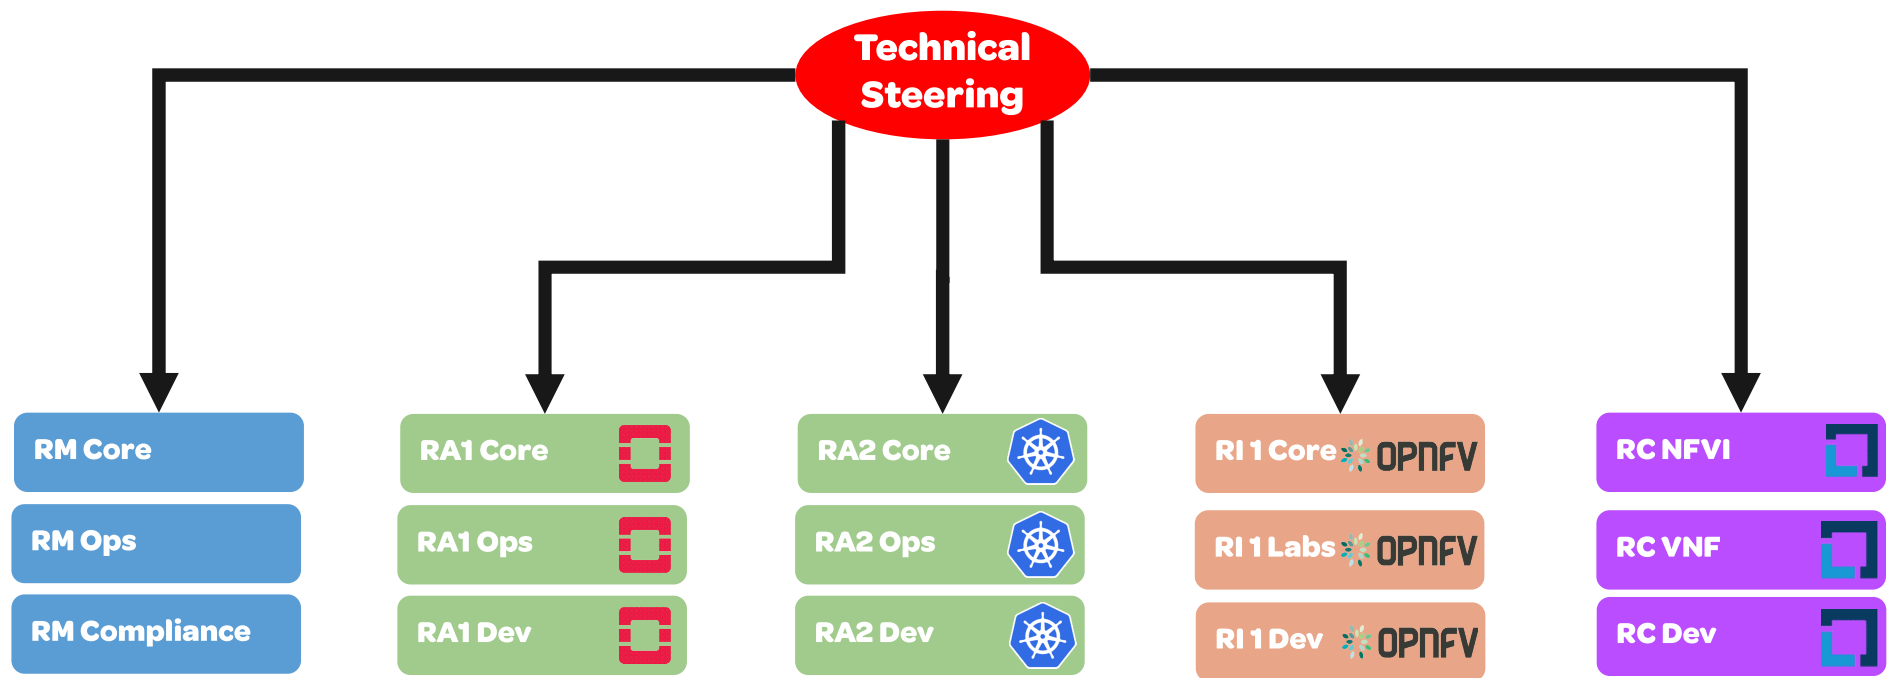 Technical
Steering
RM Core
RM Ops
RM Compliance
RA1 Core
RA1 Ops
RA1 Dev
RA2 Core
RA2 Ops
RA2 Dev
RI 1 Core OPNFV
RI 1 Labs OPNFV
RI 1 Dev OPNFV
RC NFVI
RC VNF
RC Dev